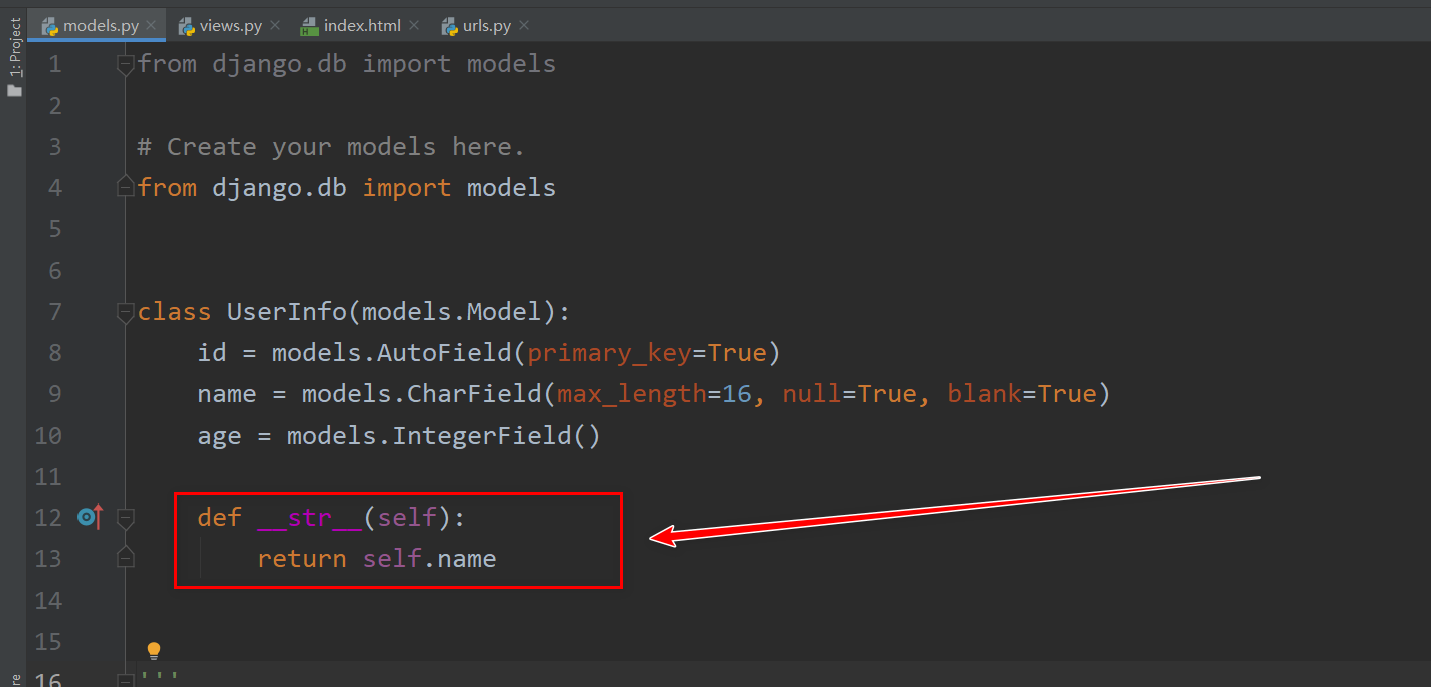 models.py
views.py
index.html
urls.py
1: Project
1 from django.db import models
2
3 # Create your models here.
4 from django.db import models
5
6
7 class UserInfo(models.Model):
8     id = models.AutoField(primary_key=True)
9     name = models.CharField(max_length=16, null=True, blank=True)
10     age = models.IntegerField()
11
12     def __str__(self):
13         return self.name
14
15
16 '''
re